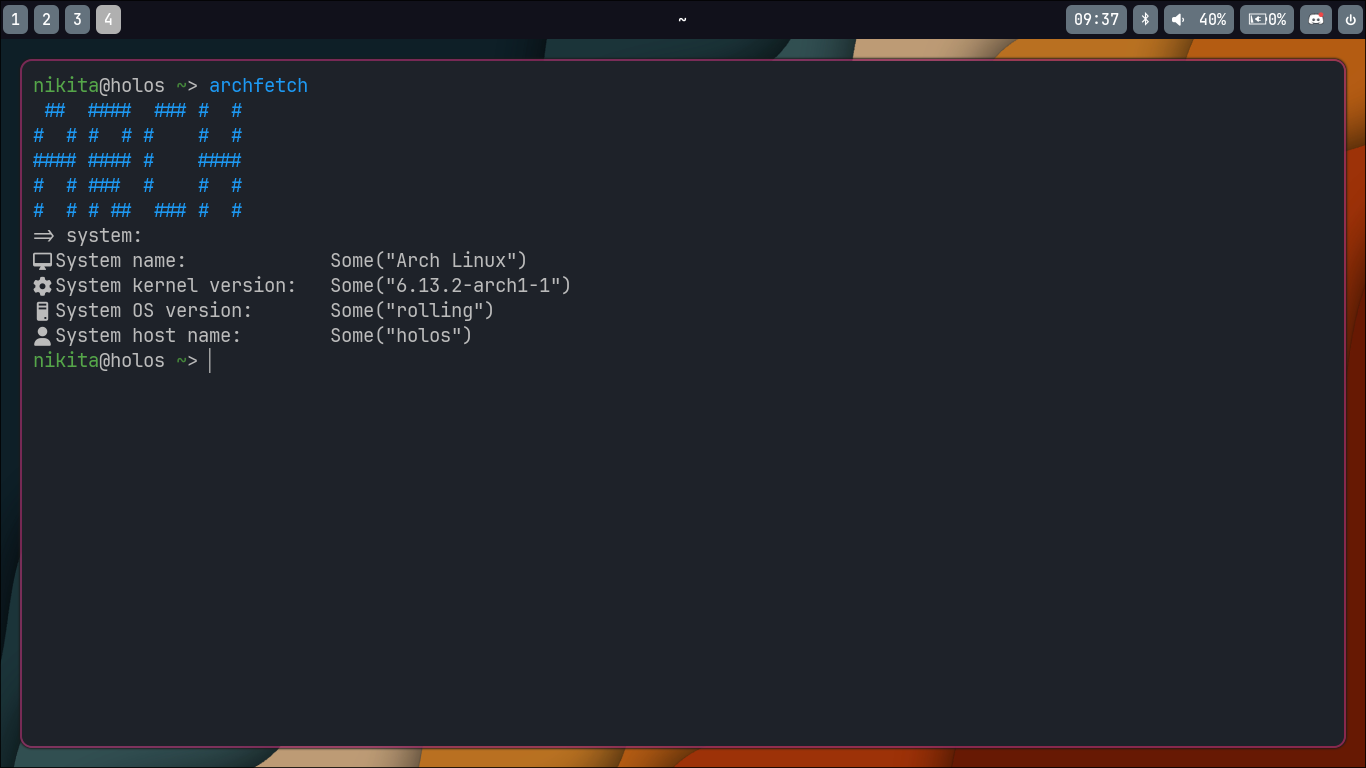 1 2 3 4 ~ 09:37 40% 0%
nikita@holos ~> archfetch
 ##  ####  ### #  #
#  # #  # #    #  #
#### #### #    ####
#  # ###  #    #  #
#  # # ##  ### #  #
=> system:
System name:             Some("Arch Linux")
System kernel version:   Some("6.13.2-arch1-1")
System OS version:       Some("rolling")
System host name:        Some("holos")
nikita@holos ~>